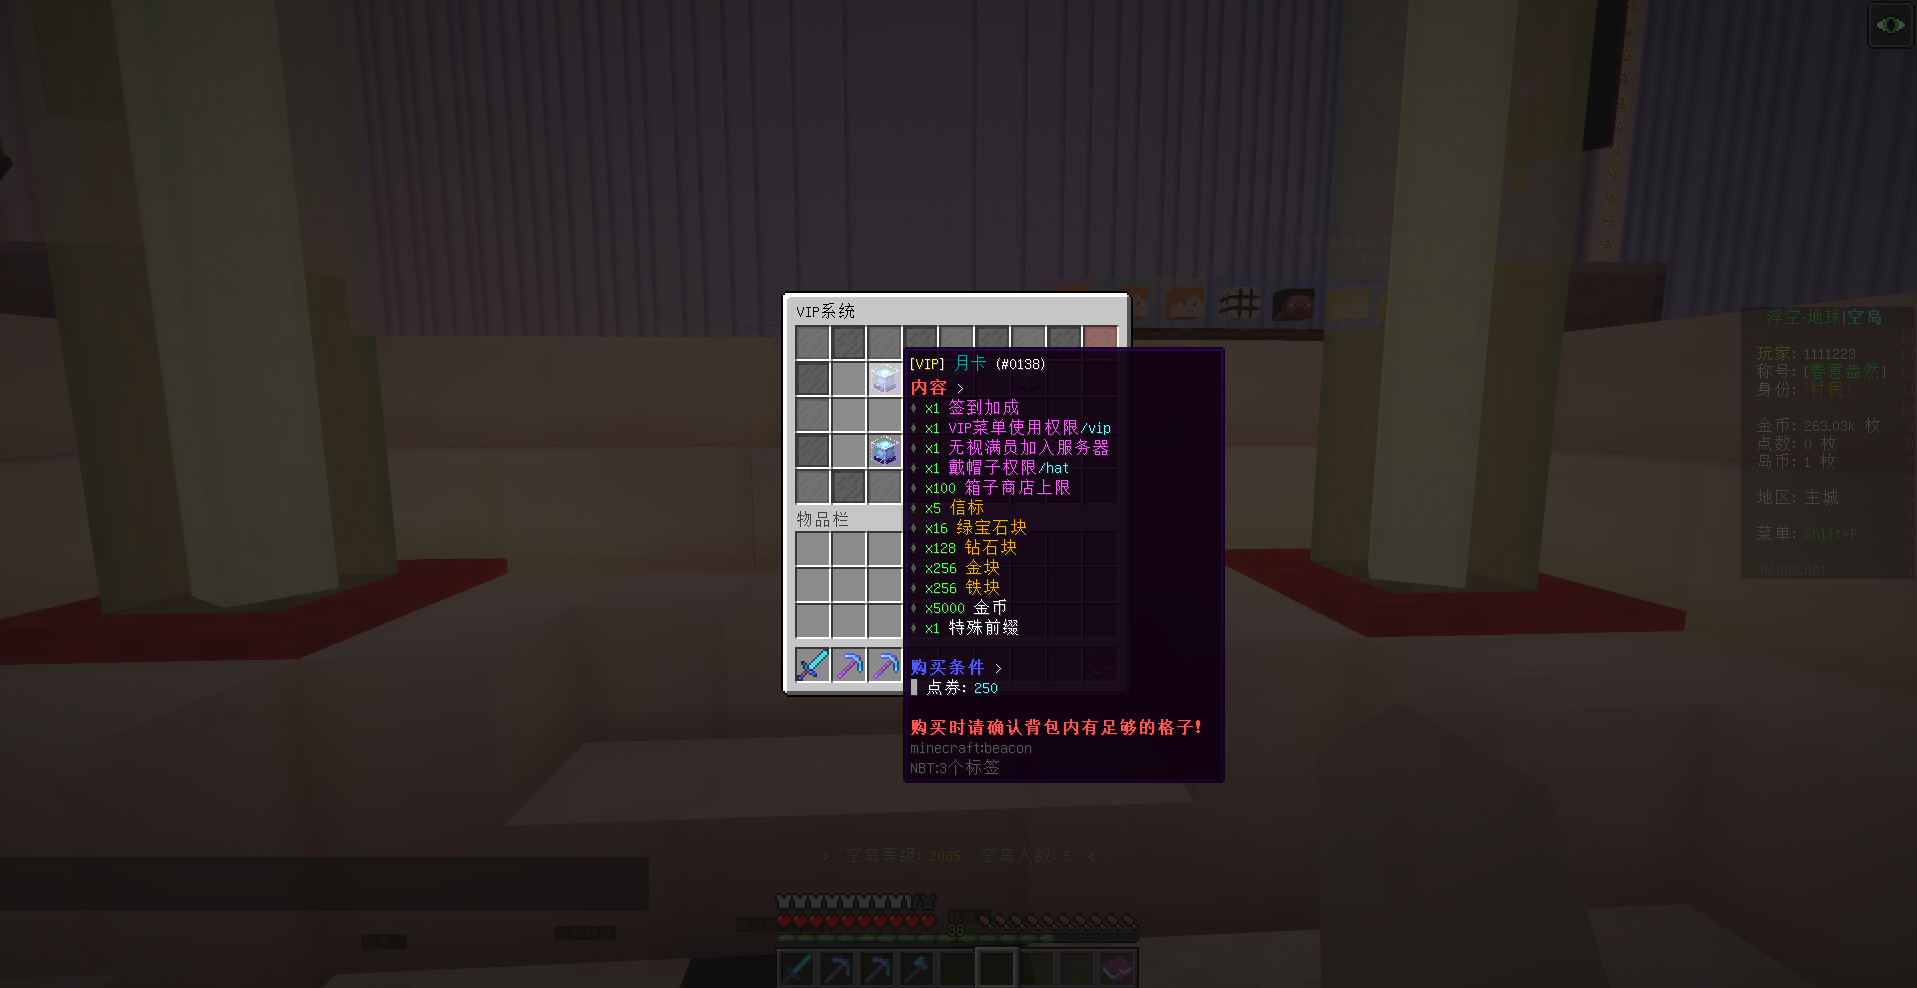 VIP系统
[VIP] 月卡 (#0138)
内容 >
x1 签到加成
x1 VIP菜单使用权限/vip
x1 无视满员加入服务器
x1 戴帽子权限/hat
x100 箱子商店上限
x5 信标
x16 绿宝石块
x128 钻石块
x256 金块
x256 铁块
x5000 金币
x1 特殊前缀
购买条件 >
点券: 250
购买时请确认背包内有足够的格子!
minecraft:beacon
NBT:3个标签
物品栏
浮空·地球|空岛
玩家: 1111223
称号: [春意盎然]
身份: [村民]
金币: 263.03k 枚
点数: 0 枚
岛币: 1 枚
地区: 主城
菜单: Shift+F
Mcbbs.net
> 空岛等级: 2085 空岛人数: 5 <
38